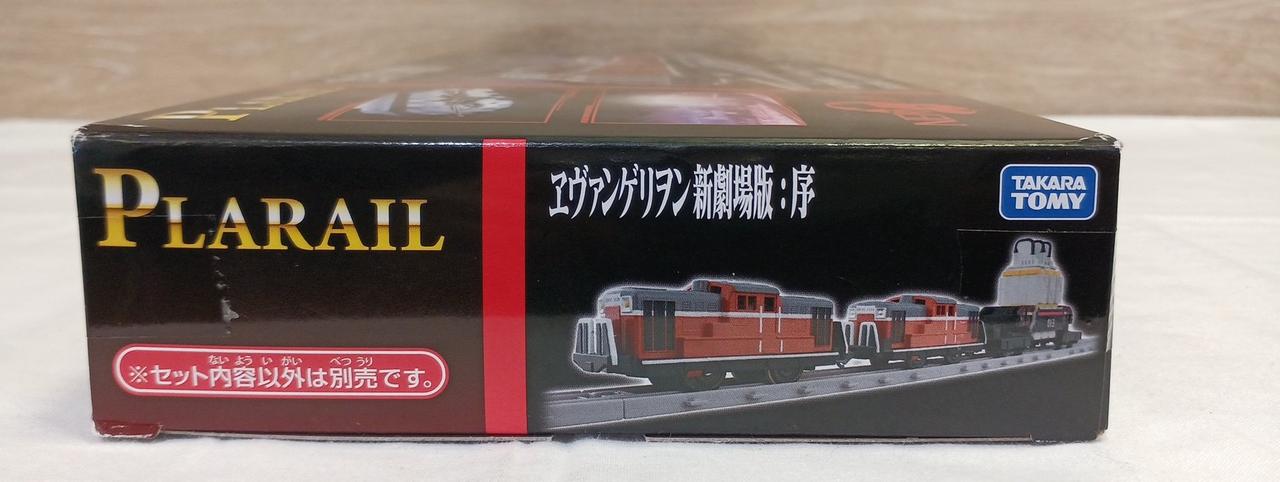 PLARAIL
ヱヴァンゲリヲン新劇場版:序
TAKARA
TOMY
ないよういがい べつうり
※セット内容以外は別売です。